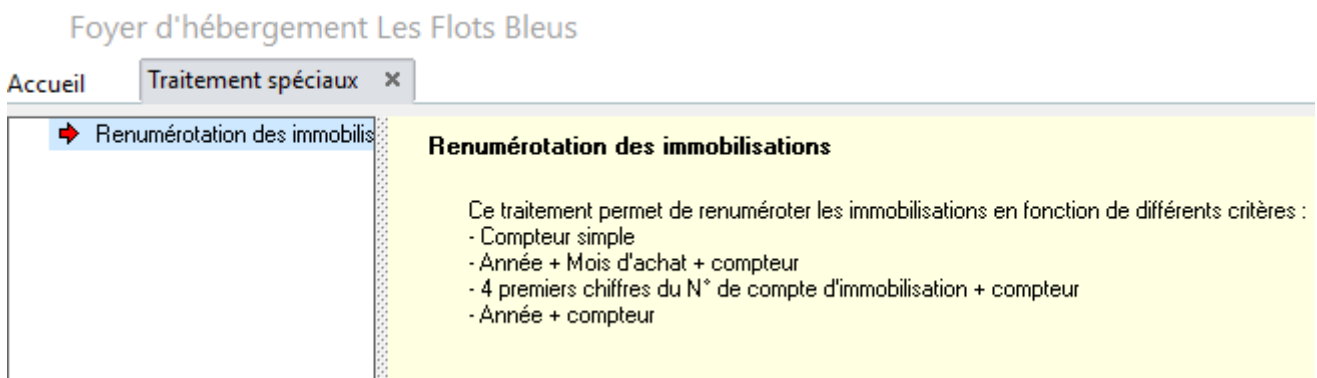 Foyer d'hébergement Les Flots Bleus
Accueil
Traitement spéciaux ×
Renumérotation des immobilis
Renumérotation des immobilisations
Ce traitement permet de renuméroter les immobilisations en fonction de différents critères :
- Compteur simple
- Année + Mois d'achat + compteur
- 4 premiers chiffres du N° de compte d'immobilisation + compteur
- Année + compteur